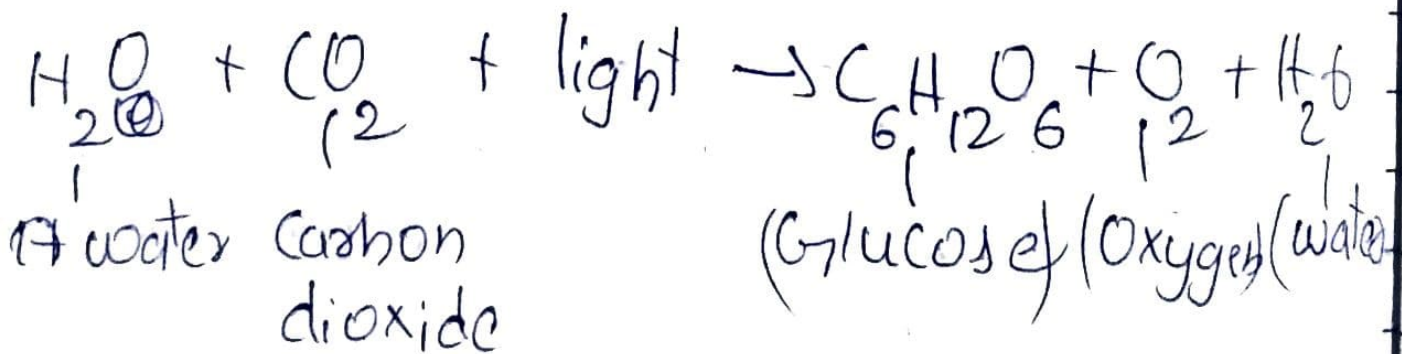 H₂O + CO₂ + light → C₆H₁₂O₆ + O₂ + H₂O
water Carbon (Glucose) (Oxygen) (water
dioxide